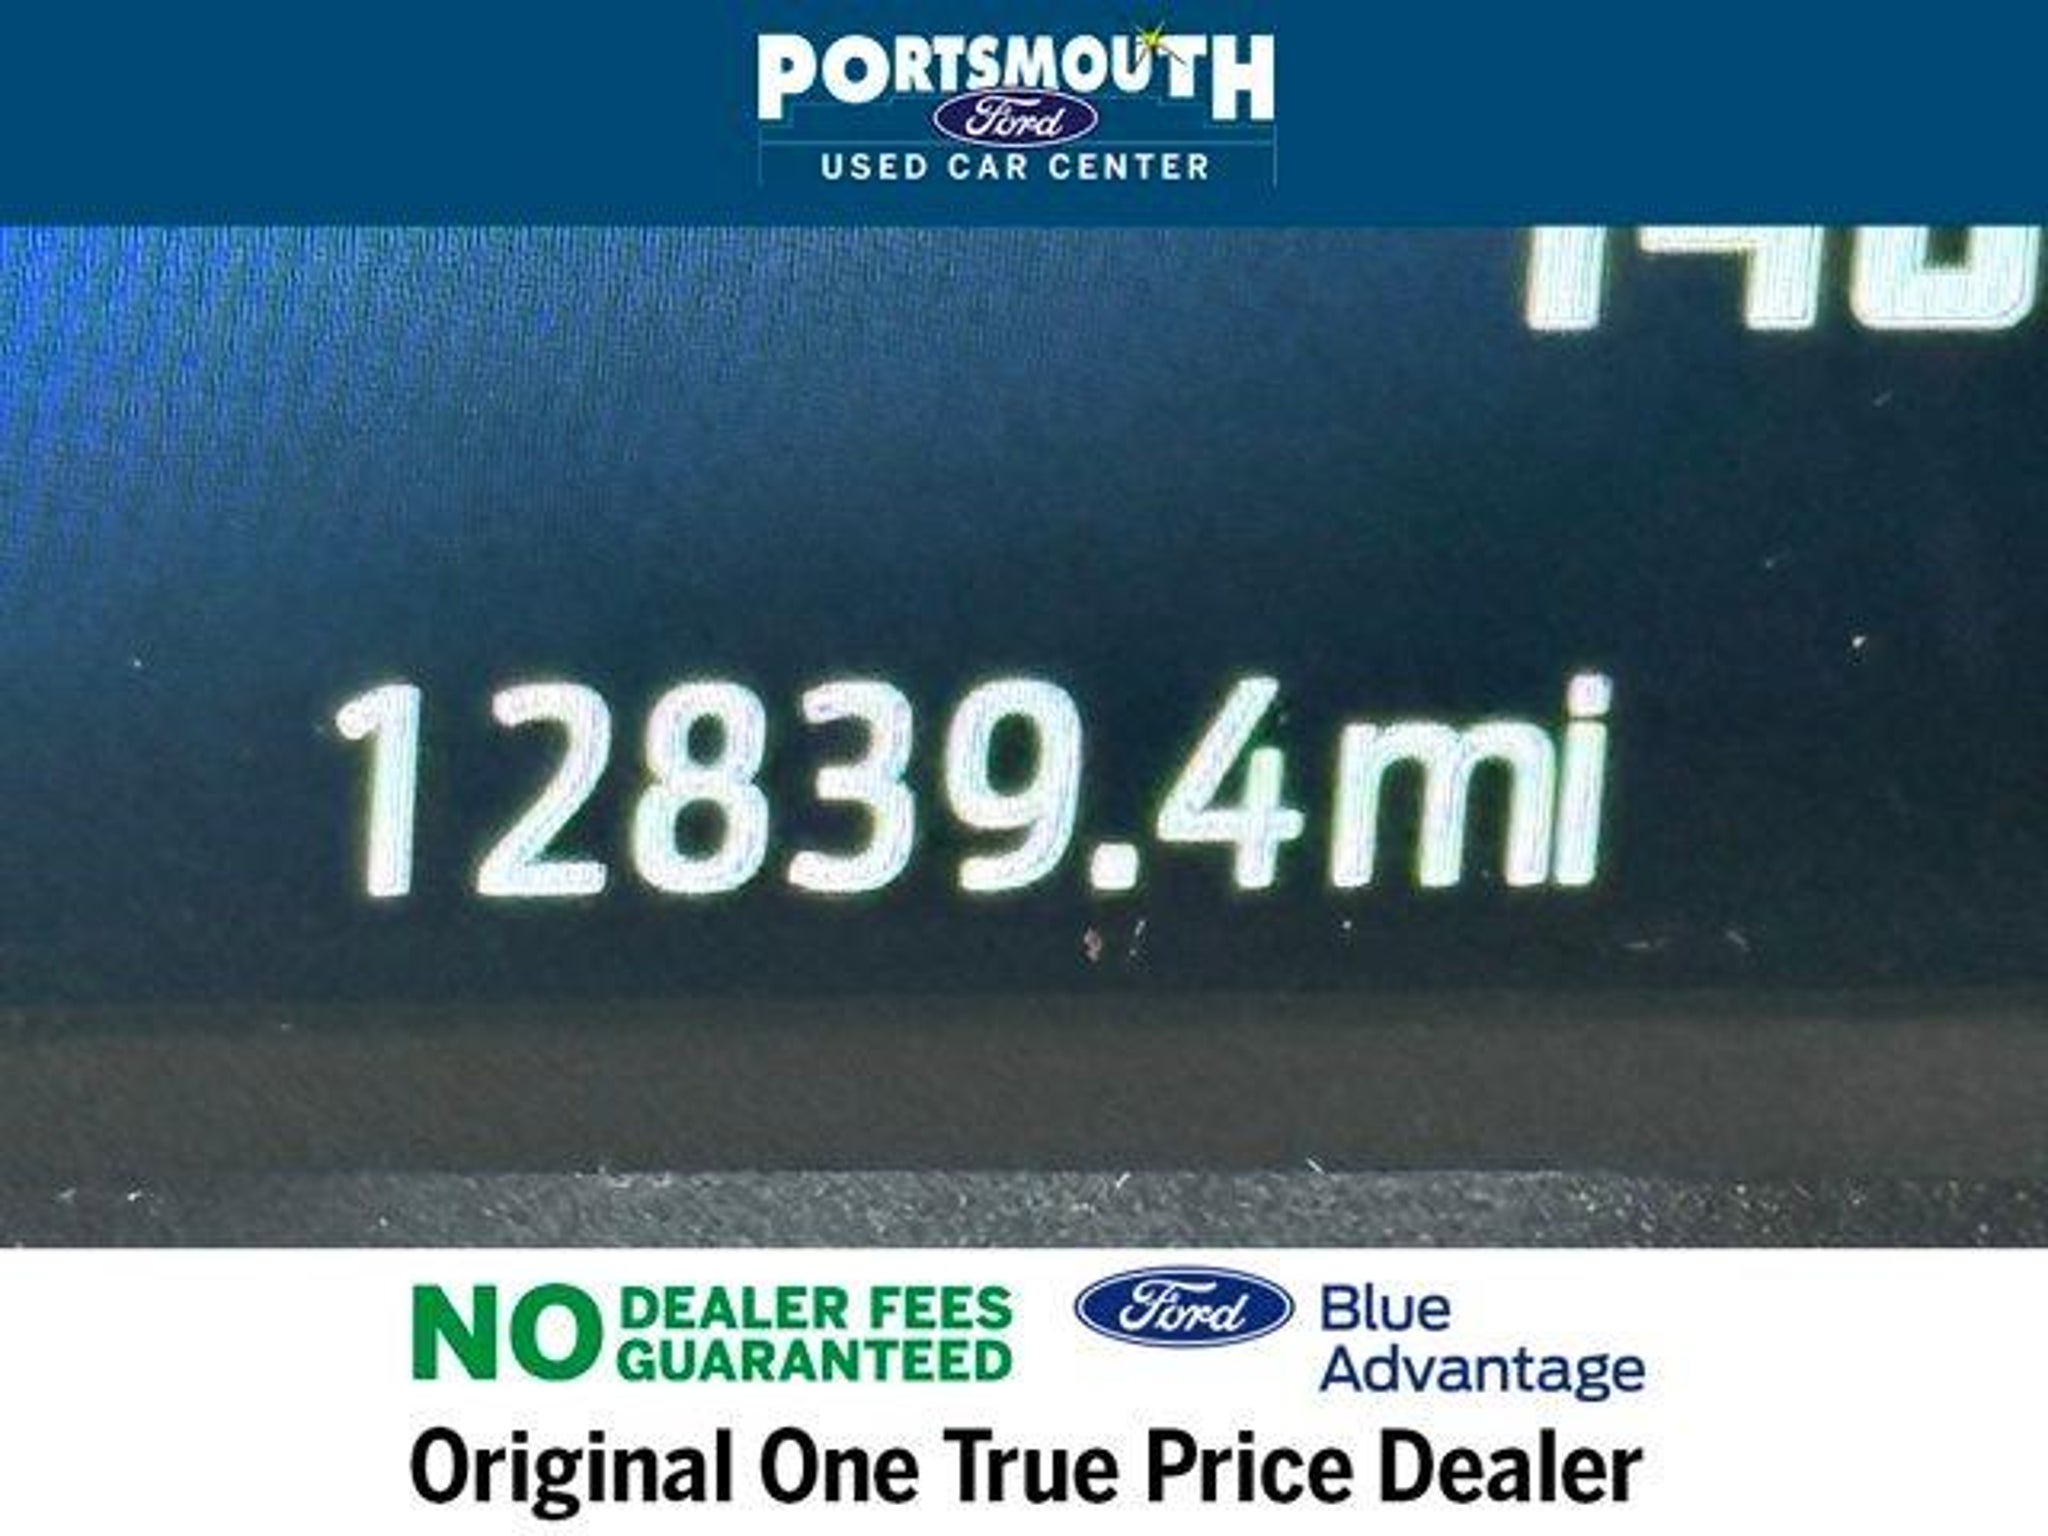 PORTSMOUTH
Ford
USED CAR CENTER
12839.4mi
NO DEALER FEES
GUARANTEED
Ford Blue
Advantage
Original One True Price Dealer